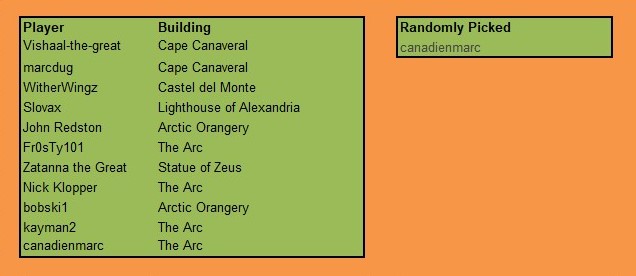 Player Building
Vishaal-the-great Cape Canaveral
marcdug Cape Canaveral
WitherWingz Castel del Monte
Slovax Lighthouse of Alexandria
John Redston Arctic Orangery
Fr0sTy101 The Arc
Zatanna the Great Statue of Zeus
Nick Klopper The Arc
bobski1 Arctic Orangery
kayman2 The Arc
canadienmarc The Arc
Randomly Picked
canadienmarc